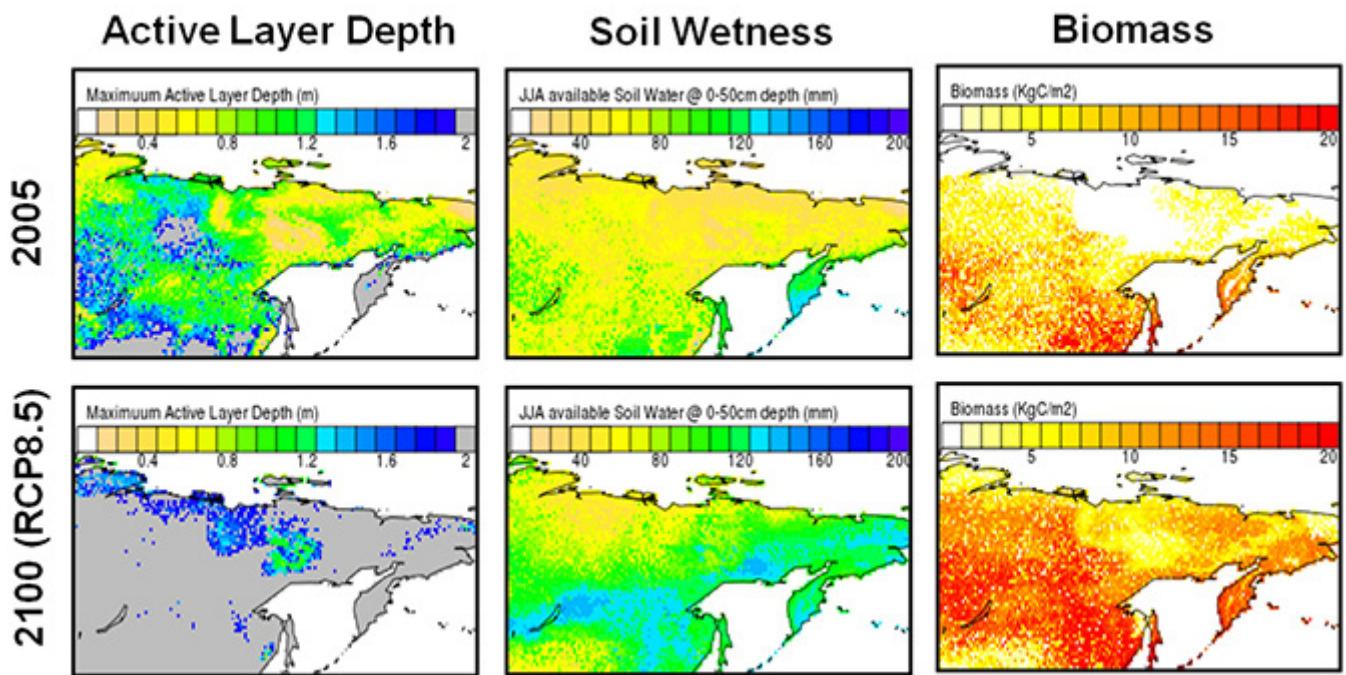 Active Layer Depth
Soil Wetness
Biomass
2005
Maximuum Active Layer Depth (m)
0.4 0.8 1.2 1.6 2
JJA available Soil Water @ 0-50cm depth (mm)
40 80 120 160 200
Biomass (KgC/m2)
5 10 15 20
2100 (RCP8.5)
Maximuum Active Layer Depth (m)
0.4 0.8 1.2 1.6 2
JJA available Soil Water @ 0-50cm depth (mm)
40 80 120 160 200
Biomass (KgC/m2)
5 10 15 20